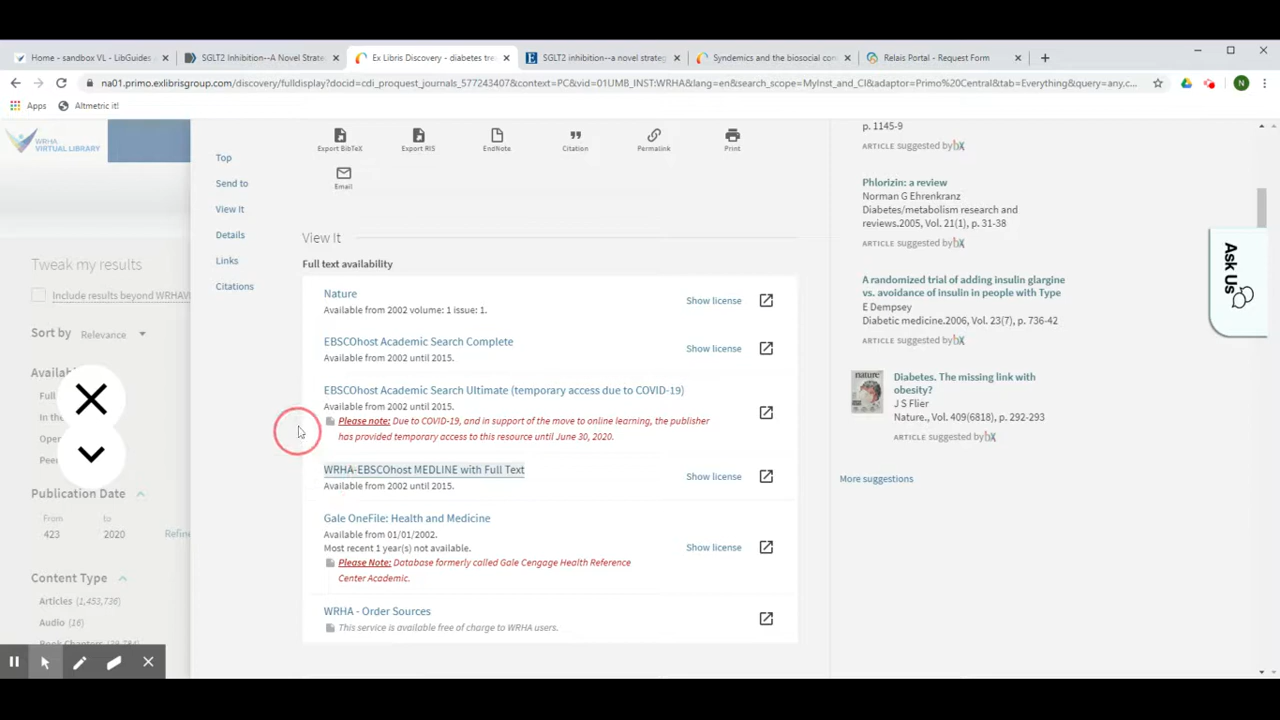 Home - sandbox VL - LibGuides
SGLT2 Inhibition--A Novel Strate
Ex Libris Discovery - diabetes tre
SGLT2 inhibition--a novel strateg
Syndemics and the biosocial con
Relais Portal - Request Form
na01.primo.exlibrisgroup.com/discovery/fulldisplay?docid=cdi_proquest_journals_577243407&context=PC&vid=01UMB_INST:WRHA&lang=en&search_scope=MyInst_and_CI&adaptor=Primo%20Central&tab=Everything&query=any.c...
N
Apps
Altmetric it!
WRHA
VIRTUAL LIBRARY
Tweak my results
Include results beyond WRHAVI
Sort by Relevance
Availa
Full
In the
Open
Peer
Publication Date
From to
423 2020 Refine
Content Type
Articles (1,453,736)
Audio (16)
Top
Send to
View It
Details
Links
Citations
Export BibTeX
Export RIS
EndNote
Citation
Permalink
Print
Email
View It
Full text availability
Nature
Available from 2002 volume: 1 issue: 1.
Show license
EBSCOhost Academic Search Complete
Available from 2002 until 2015.
Show license
EBSCOhost Academic Search Ultimate (temporary access due to COVID-19)
Available from 2002 until 2015.
Please note: Due to COVID-19, and in support of the move to online learning, the publisher
has provided temporary access to this resource until June 30, 2020.
WRHA-EBSCOhost MEDLINE with Full Text
Available from 2002 until 2015.
Show license
Gale OneFile: Health and Medicine
Available from 01/01/2002.
Most recent 1 year(s) not available.
Show license
Please Note: Database formerly called Gale Cengage Health Reference
Center Academic.
WRHA - Order Sources
This service is available free of charge to WRHA users.
p. 1145-9
ARTICLE suggested by bX
Phlorizin: a review
Norman G Ehrenkranz
Diabetes/metabolism research and
reviews.2005, Vol. 21(1), p. 31-38
ARTICLE suggested by bX
A randomized trial of adding insulin glargine
vs. avoidance of insulin in people with Type
E Dempsey
Diabetic medicine.2006, Vol. 23(7), p. 736-42
ARTICLE suggested by bX
nature
Diabetes. The missing link with
obesity?
J S Flier
Nature., Vol. 409(6818), p. 292-293
ARTICLE suggested by bX
More suggestions
Ask Us